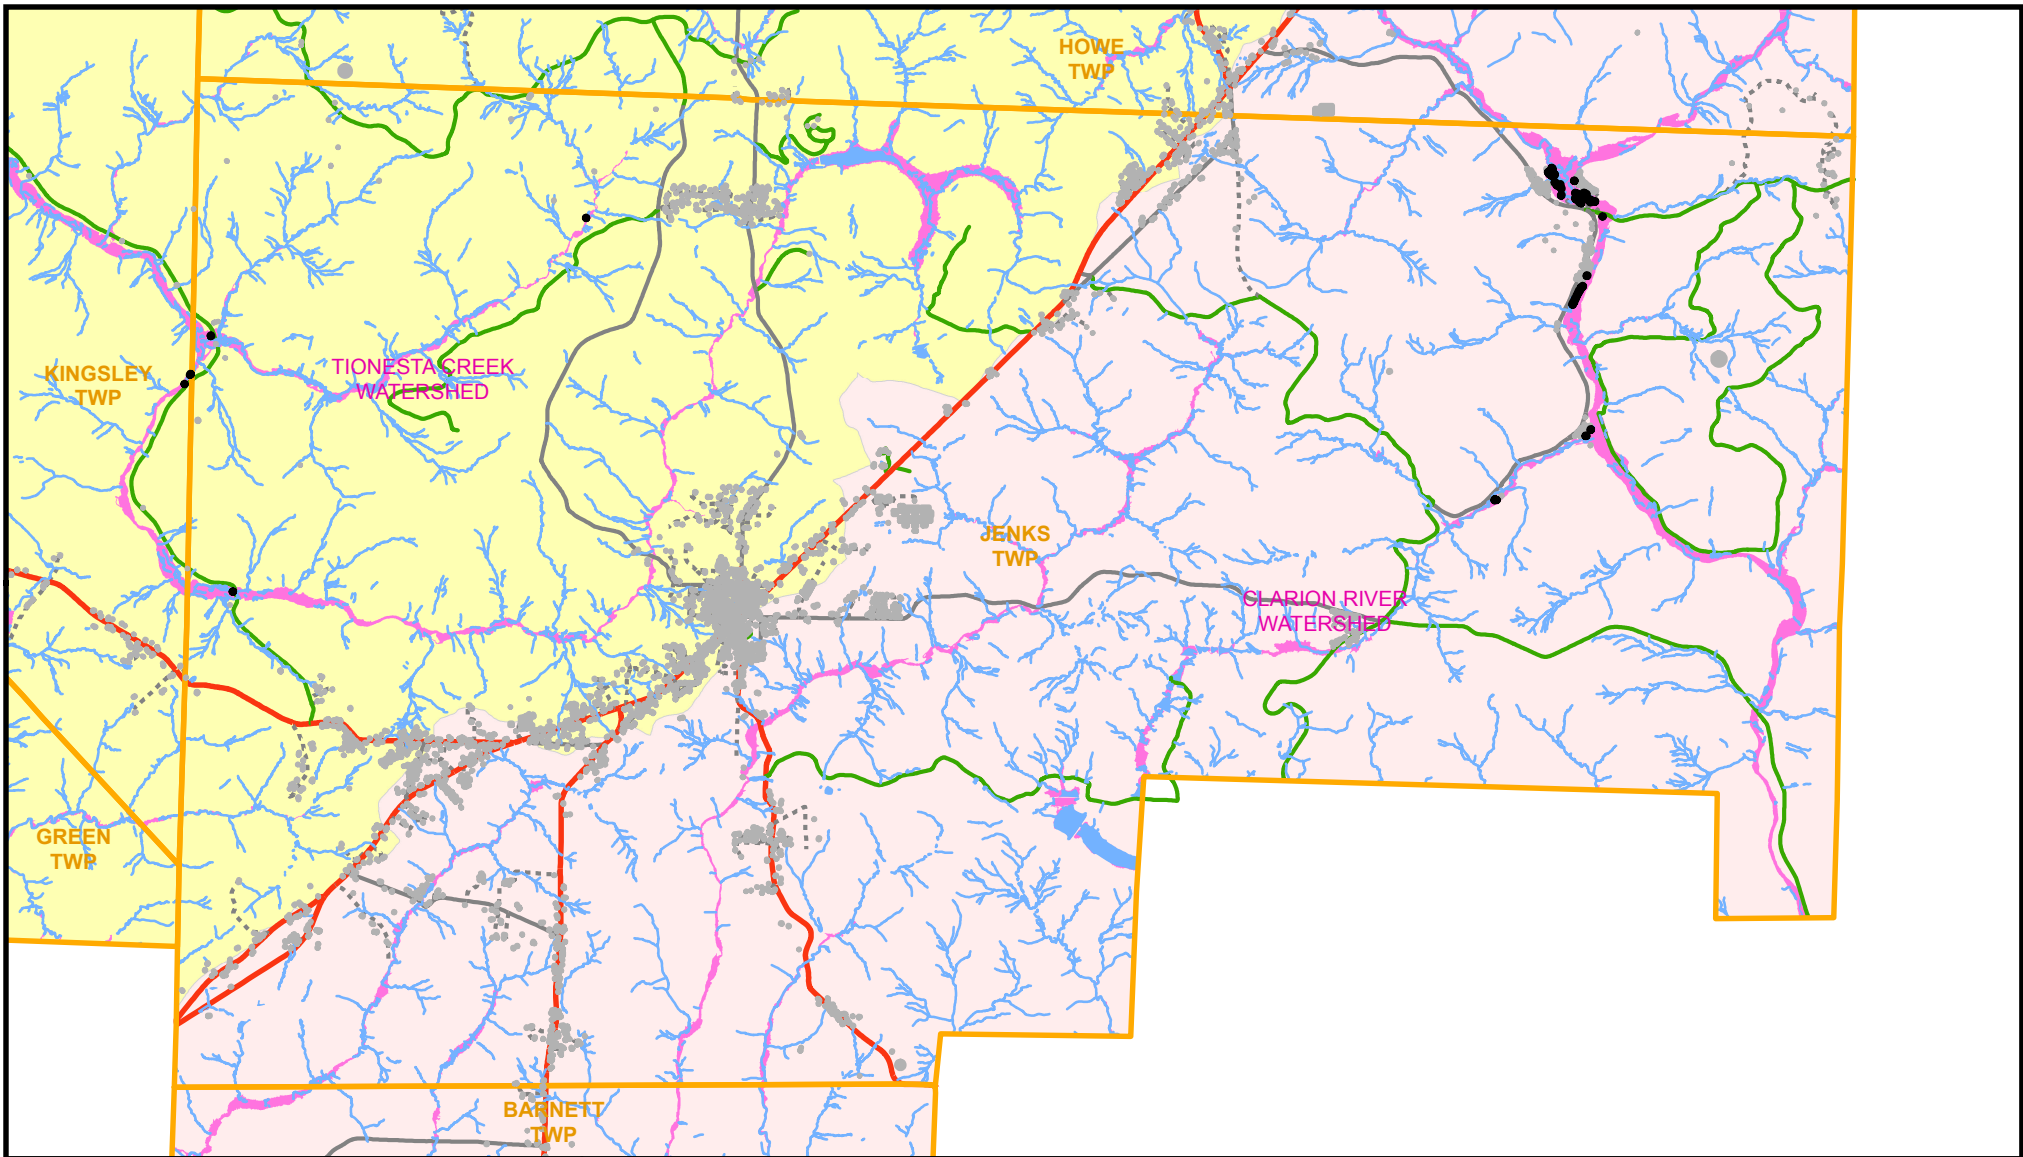 HOWE
TWP
KINGSLEY
TWP
TIONESTA CREEK
WATERSHED
JENKS
TWP
CLARION RIVER
WATERSHED
GREEN
TWP
BARNETT
TWP